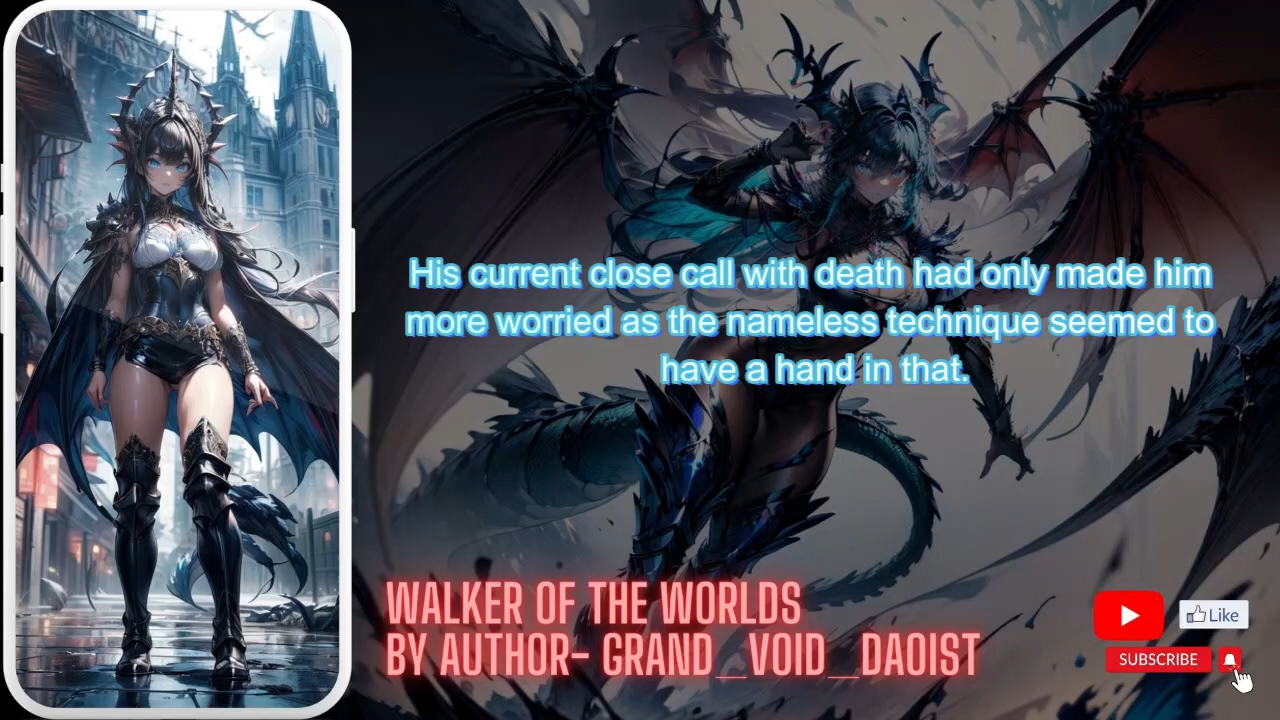 His current close call with death had only made him
more worried as the nameless technique seemed to
have a hand in that.
WALKER OF THE WORLDS
BY AUTHOR- GRAND_VOID_DAOIST
Like
SUBSCRIBE